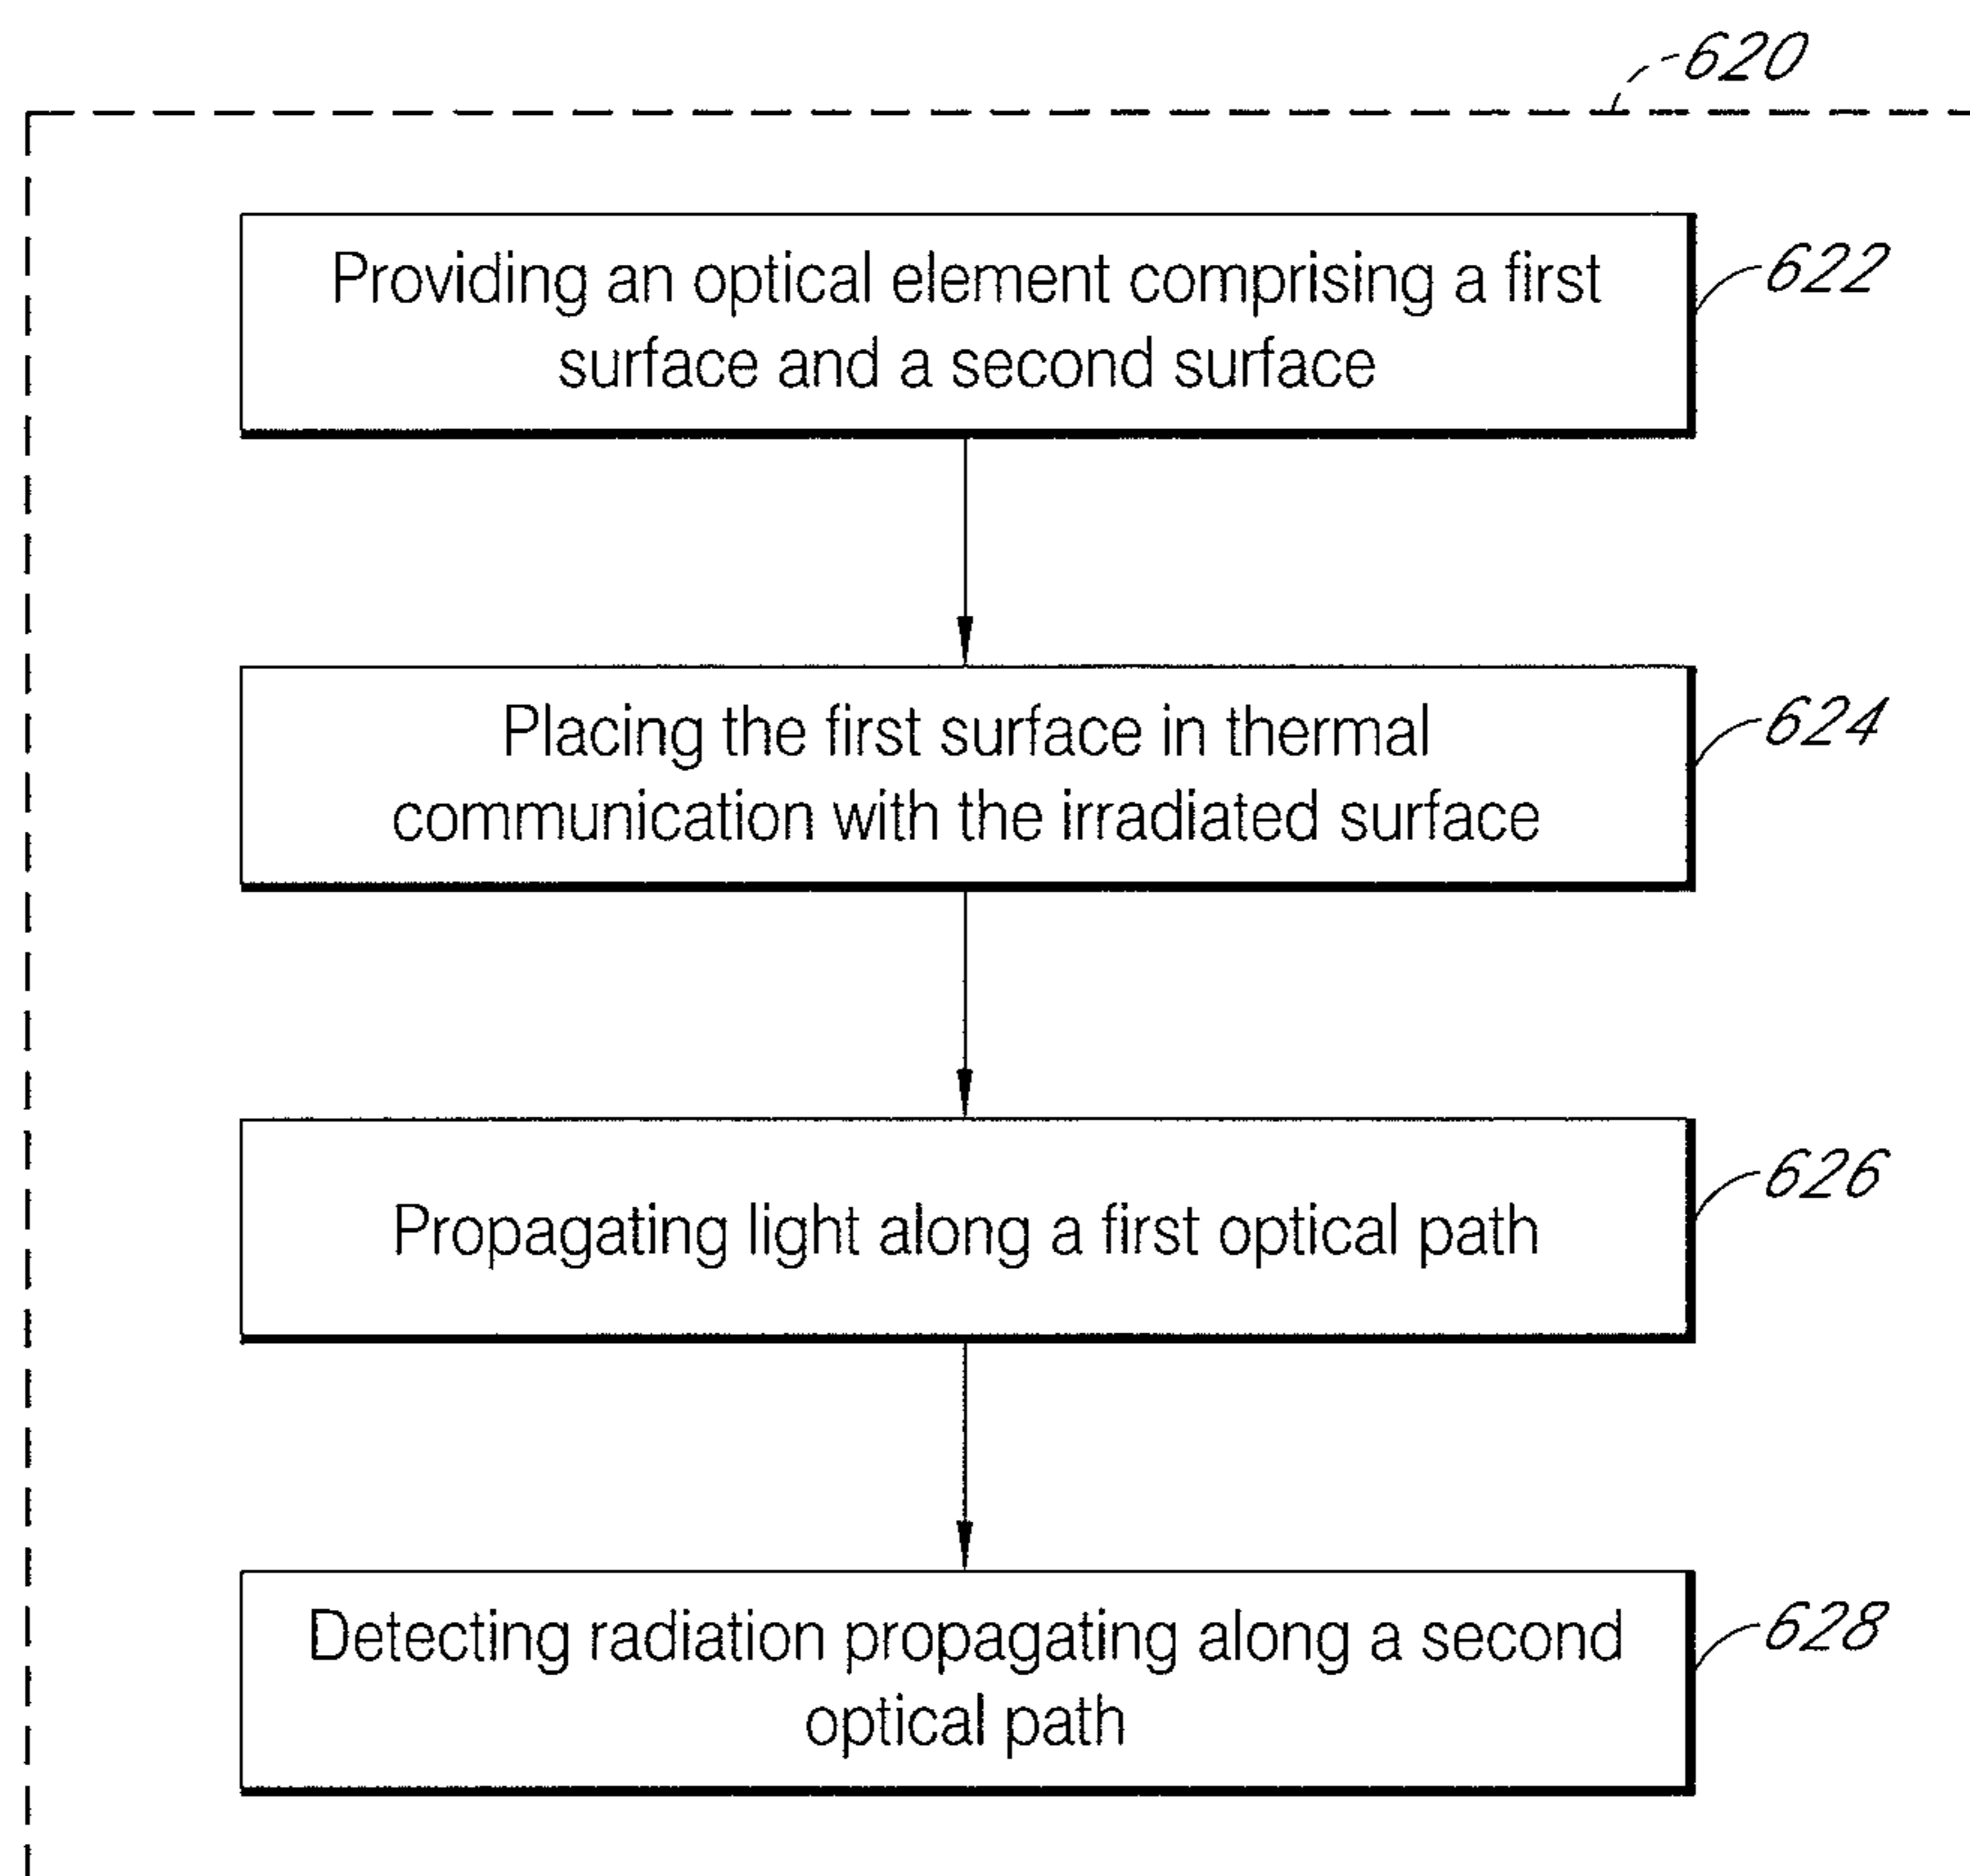 620
Providing an optical element comprising a first
surface and a second surface
622
Placing the first surface in thermal
communication with the irradiated surface
624
Propagating light along a first optical path
626
Detecting radiation propagating along a second
optical path
628